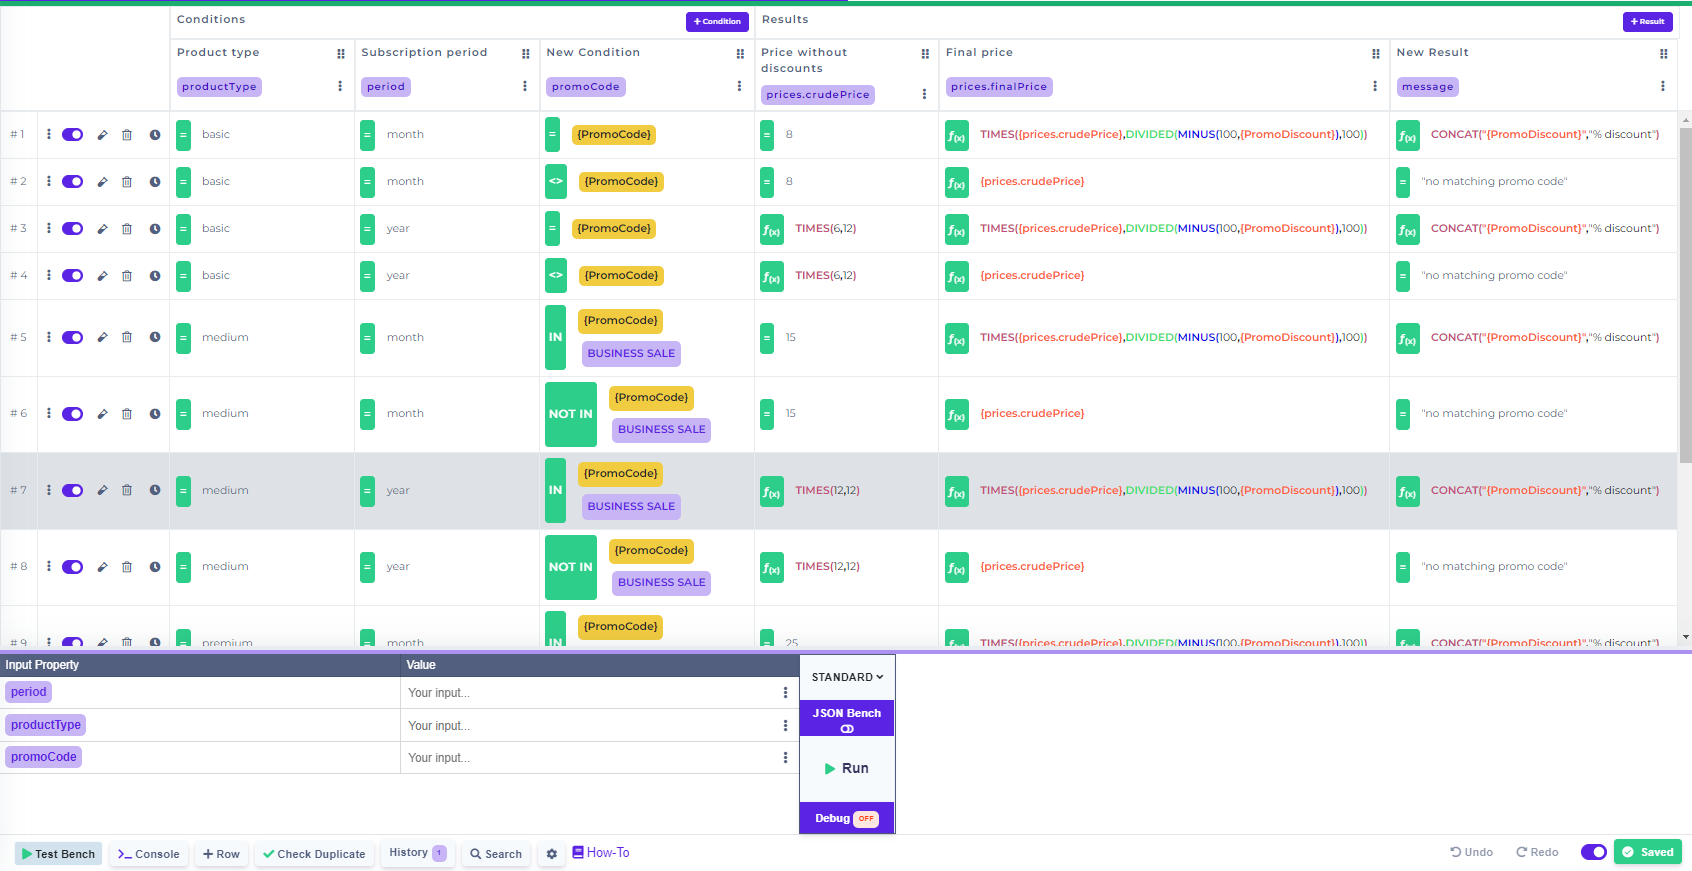 Conditions
+ Condition
Results
+ Result
Product type
Subscription period
New Condition
Price without
discounts
Final price
New Result
productType
period
promoCode
prices.crudePrice
prices.finalPrice
message
# 1 = basic = month = {PromoCode} = 8 f(x) TIMES({prices.crudePrice},DIVIDED(MINUS(100,{PromoDiscount}),100)) f(x) CONCAT("{PromoDiscount}","% discount")
# 2 = basic = month <> {PromoCode} = 8 f(x) {prices.crudePrice} = "no matching promo code"
# 3 = basic = year = {PromoCode} f(x) TIMES(6,12) f(x) TIMES({prices.crudePrice},DIVIDED(MINUS(100,{PromoDiscount}),100)) f(x) CONCAT("{PromoDiscount}","% discount")
# 4 = basic = year <> {PromoCode} f(x) TIMES(6,12) f(x) {prices.crudePrice} = "no matching promo code"
{PromoCode}
# 5 = medium = month IN = 15 f(x) TIMES({prices.crudePrice},DIVIDED(MINUS(100,{PromoDiscount}),100)) f(x) CONCAT("{PromoDiscount}","% discount")
BUSINESS SALE
{PromoCode}
# 6 = medium = month NOT IN = 15 f(x) {prices.crudePrice} = "no matching promo code"
BUSINESS SALE
{PromoCode}
# 7 = medium = year IN f(x) TIMES(12,12) f(x) TIMES({prices.crudePrice},DIVIDED(MINUS(100,{PromoDiscount}),100)) f(x) CONCAT("{PromoDiscount}","% discount")
BUSINESS SALE
{PromoCode}
# 8 = medium = year NOT IN f(x) TIMES(12,12) f(x) {prices.crudePrice} = "no matching promo code"
BUSINESS SALE
{PromoCode}
# 9 = premium = month IN = 25 f(x) TIMES({prices.crudePrice},DIVIDED(MINUS(100,{PromoDiscount}),100)) f(x) CONCAT("{PromoDiscount}","% discount")
Input Property
Value
period
Your input...
productType
Your input...
promoCode
Your input...
STANDARD
JSON Bench
Run
Debug OFF
Test Bench
Console
+ Row
Check Duplicate
History 1
Search
How-To
Undo
Redo
Saved